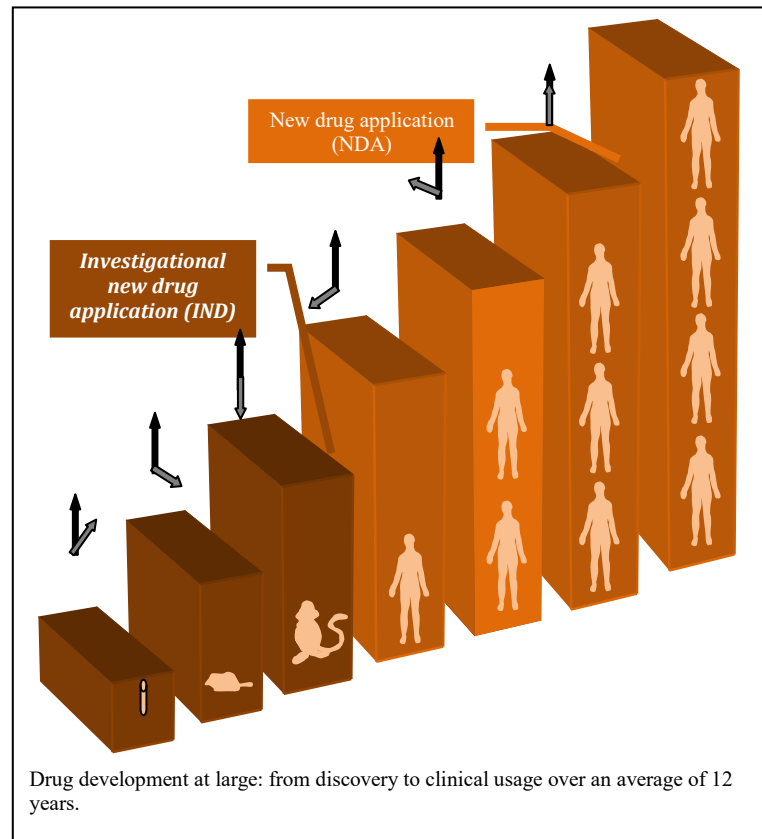 New drug application
(NDA)
Investigational
new drug
application (IND)
Drug development at large: from discovery to clinical usage over an average of 12
years.